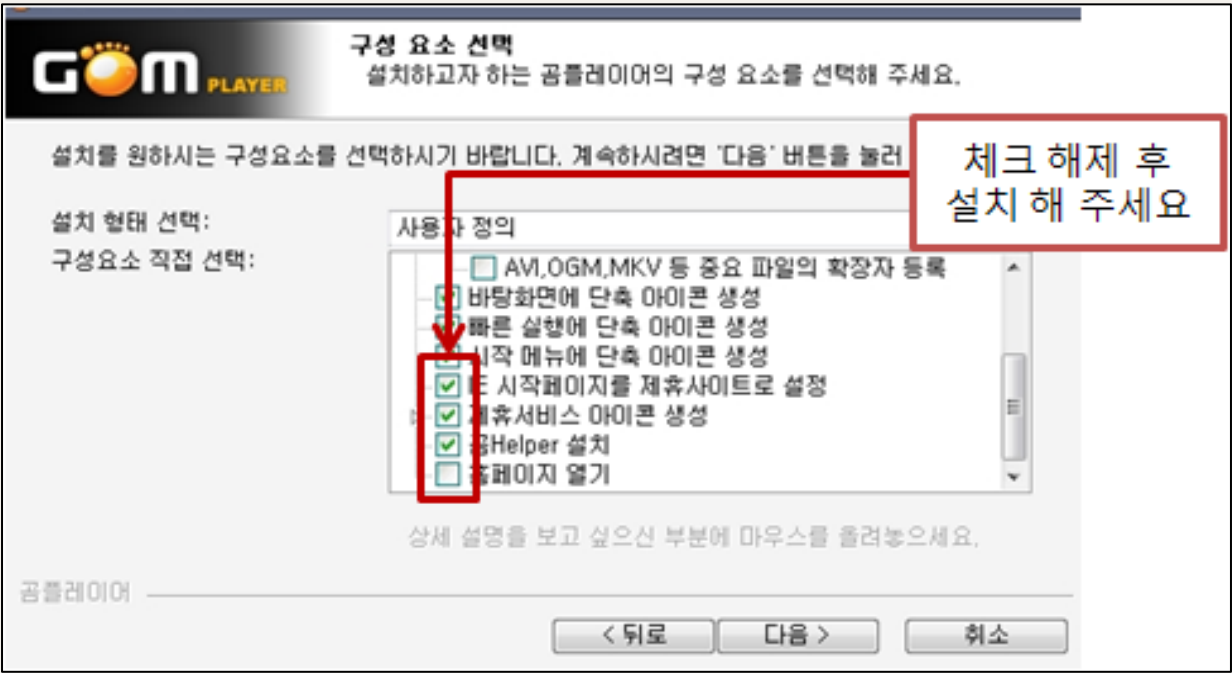 GOM PLAYER
구성 요소 선택
설치하고자 하는 곰플레이어의 구성 요소를 선택해 주세요.
설치를 원하시는 구성요소를 선택하시기 바랍니다. 계속하시려면 '다음' 버튼을 눌러
체크 해제 후
설치 해 주세요
설치 형태 선택:
사용자 정의
구성요소 직접 선택:
AVI,OGM,MKV 등 중요 파일의 확장자 등록
바탕화면에 단축 아이콘 생성
빠른 실행에 단축 아이콘 생성
시작 메뉴에 단축 아이콘 생성
IE 시작페이지를 제휴사이트로 설정
제휴서비스 아이콘 생성
곰Helper 설치
홈페이지 열기
상세 설명을 보고 싶으신 부분에 마우스를 올려놓으세요.
곰플레이어
< 뒤로
다음 >
취소